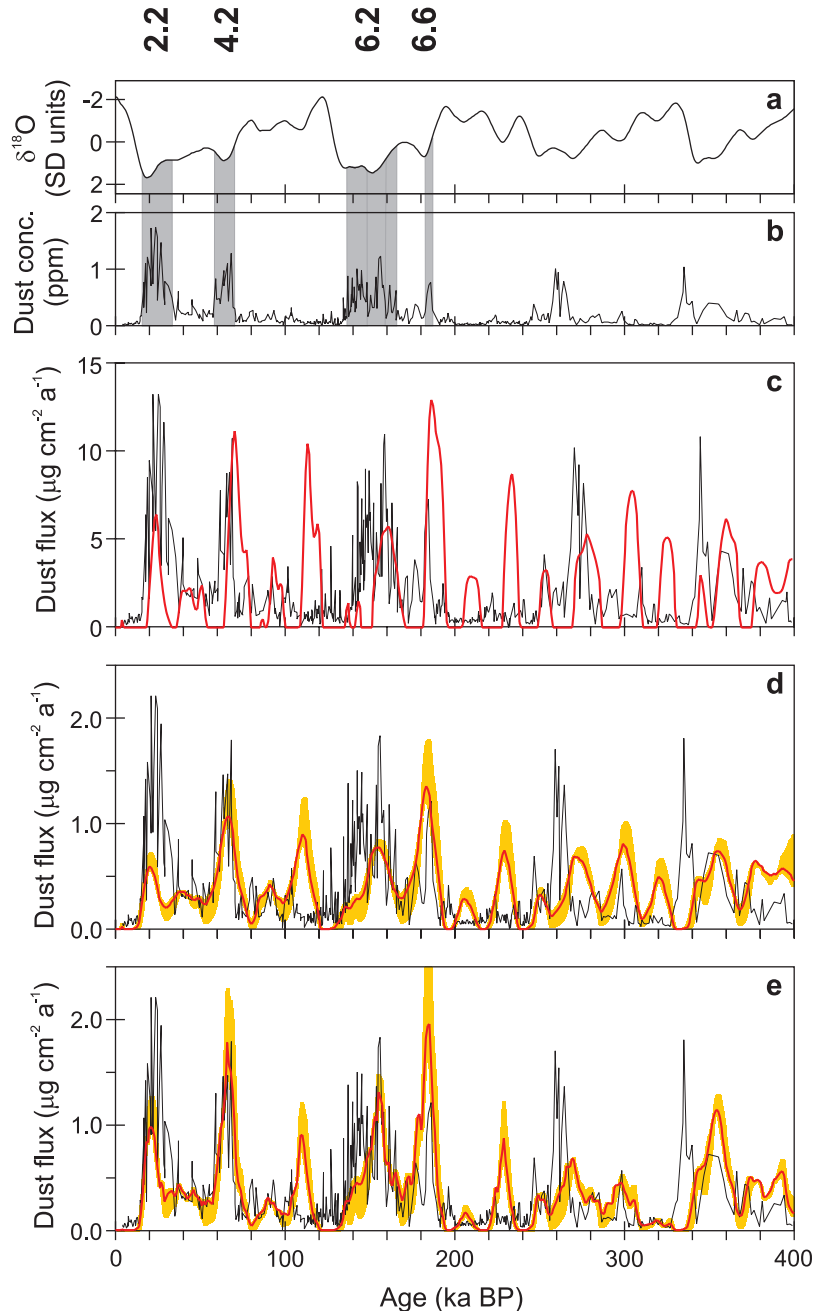 2.2 4.2 6.2 6.6
a
-2
0
2
δ¹⁸O
(SD units)
b
2
1
0
Dust conc.
(ppm)
c
15
10
5
0
Dust flux (µg cm⁻² a⁻¹)
d
2.0
1.0
0.0
Dust flux (µg cm⁻² a⁻¹)
e
2.0
1.0
0.0
Dust flux (µg cm⁻² a⁻¹)
0 100 200 300 400
Age (ka BP)